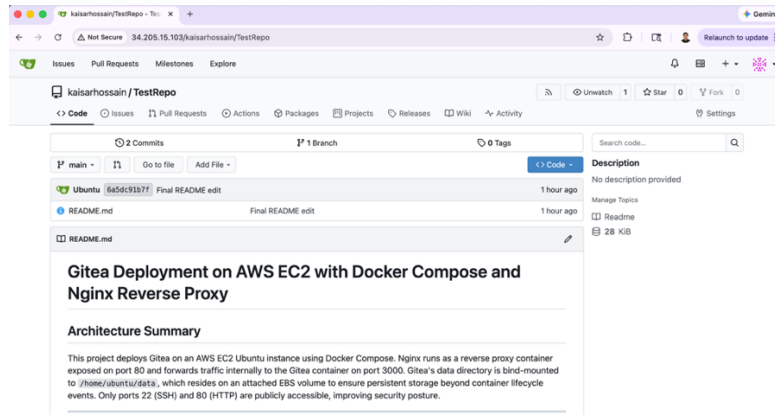 kaisarhossain/TestRepo - Tes
Gemin
Not Secure 34.205.15.103/kaisarhossain/TestRepo
Relaunch to update
Issues Pull Requests Milestones Explore
kaisarhossain / TestRepo
Unwatch 1 Star 0 Fork 0
Code Issues Pull Requests Actions Packages Projects Releases Wiki Activity Settings
2 Commits 1 Branch 0 Tags
Search code...
main Go to file Add File Code
Description
No description provided
Ubuntu 6a5dc91b7f Final README edit 1 hour ago
Manage Topics
README.md Final README edit 1 hour ago
Readme
28 KiB
README.md
Gitea Deployment on AWS EC2 with Docker Compose and
Nginx Reverse Proxy
Architecture Summary
This project deploys Gitea on an AWS EC2 Ubuntu instance using Docker Compose. Nginx runs as a reverse proxy container
exposed on port 80 and forwards traffic internally to the Gitea container on port 3000. Gitea's data directory is bind-mounted
to /home/ubuntu/data, which resides on an attached EBS volume to ensure persistent storage beyond container lifecycle
events. Only ports 22 (SSH) and 80 (HTTP) are publicly accessible, improving security posture.